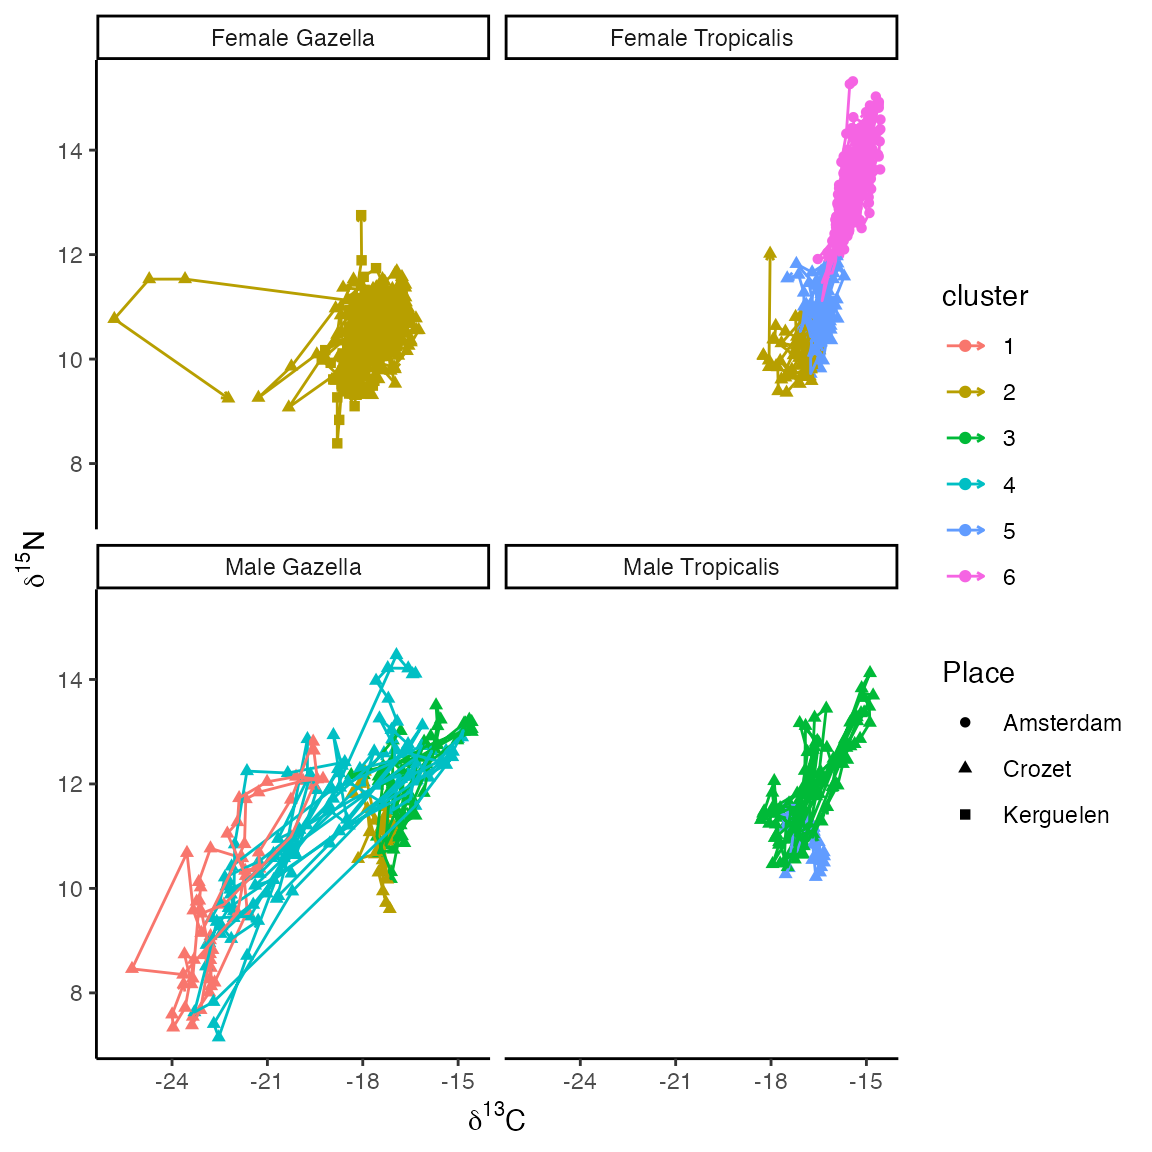 Female Gazella
Female Tropicalis
14
12
10
8
Male Gazella
Male Tropicalis
14
12
10
8
-24
-21
-18
-15
-24
-21
-18
-15
δ¹³C
δ¹⁵N
cluster
1
2
3
4
5
6
Place
Amsterdam
Crozet
Kerguelen